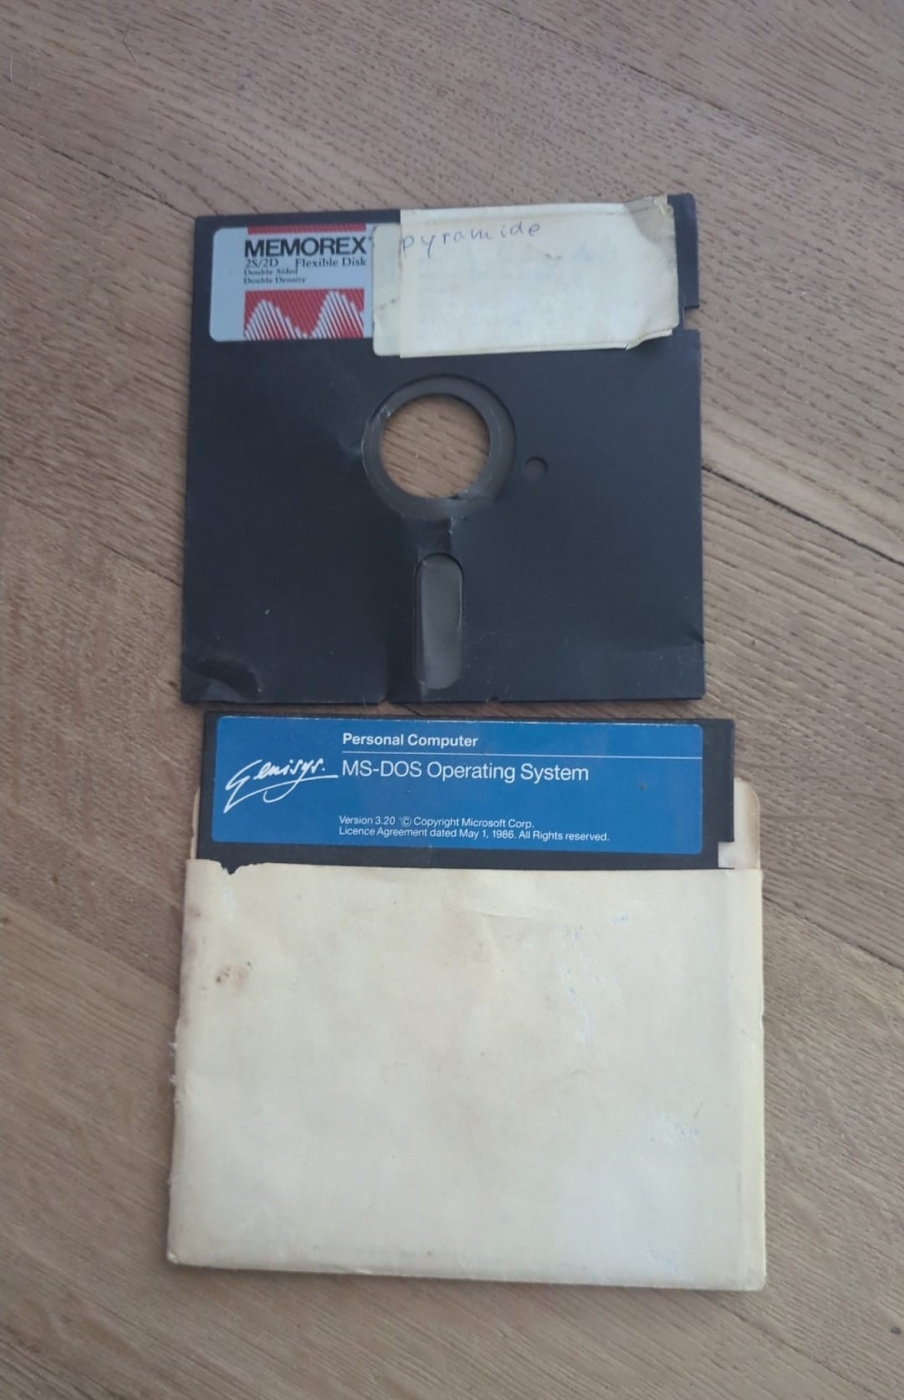 MEMOREX
2S/2D Flexible Disk
Double Sided
Double Density
pyramide
Personal Computer
Genisys.
MS-DOS Operating System
Version 3.20 © Copyright Microsoft Corp.
Licence Agreement dated May 1, 1986. All Rights reserved.